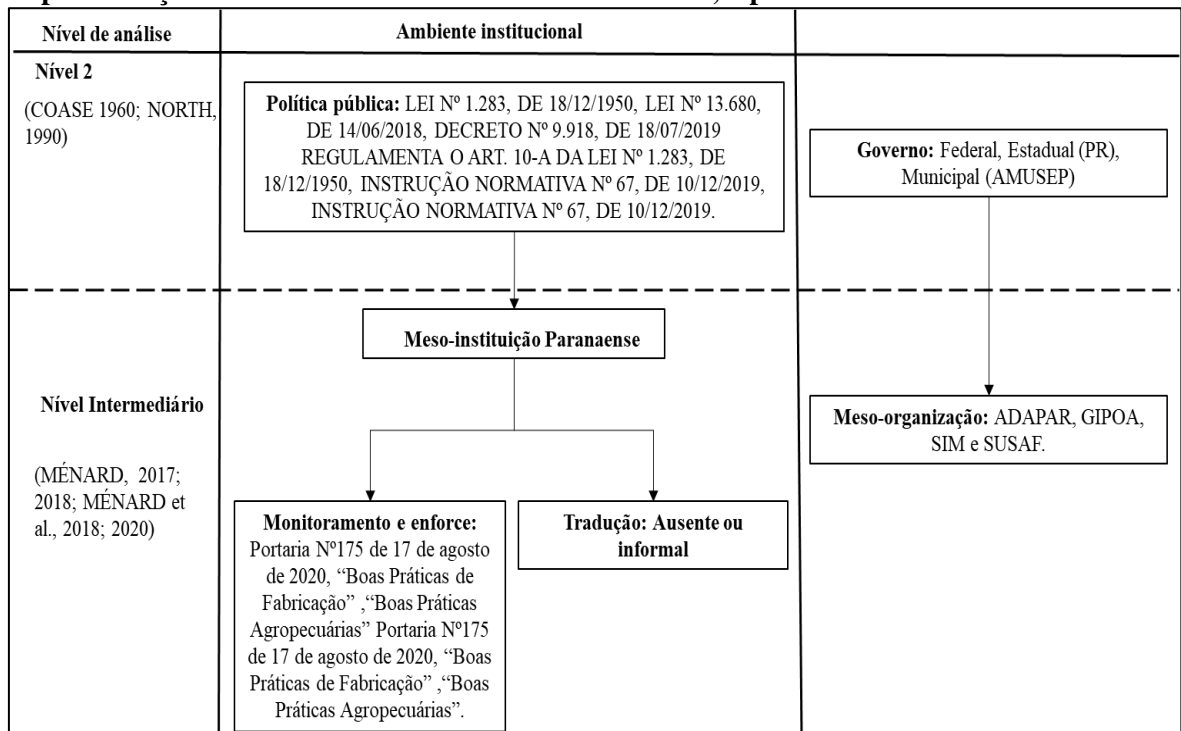 Nível de análise
Ambiente institucional
Nível 2
(COASE 1960; NORTH,
1990)
Política pública: LEI Nº 1.283, DE 18/12/1950, LEI Nº 13.680,
DE 14/06/2018, DECRETO Nº 9.918, DE 18/07/2019
REGULAMENTA O ART. 10-A DA LEI Nº 1.283, DE
18/12/1950, INSTRUÇÃO NORMATIVA Nº 67, DE 10/12/2019,
INSTRUÇÃO NORMATIVA Nº 67, DE 10/12/2019.
Governo: Federal, Estadual (PR),
Municipal (AMUSEP)
Meso-instituição Paranaense
Nível Intermediário
(MÉNARD, 2017;
2018; MÉNARD et
al., 2018; 2020)
Monitoramento e enforce:
Portaria Nº175 de 17 de agosto
de 2020, “Boas Práticas de
Fabricação” ,“Boas Práticas
Agropecuárias” Portaria Nº175
de 17 de agosto de 2020, “Boas
Práticas de Fabricação” ,“Boas
Práticas Agropecuárias”.
Tradução: Ausente ou
informal
Meso-organização: ADAPAR, GIPOA,
SIM e SUSAF.